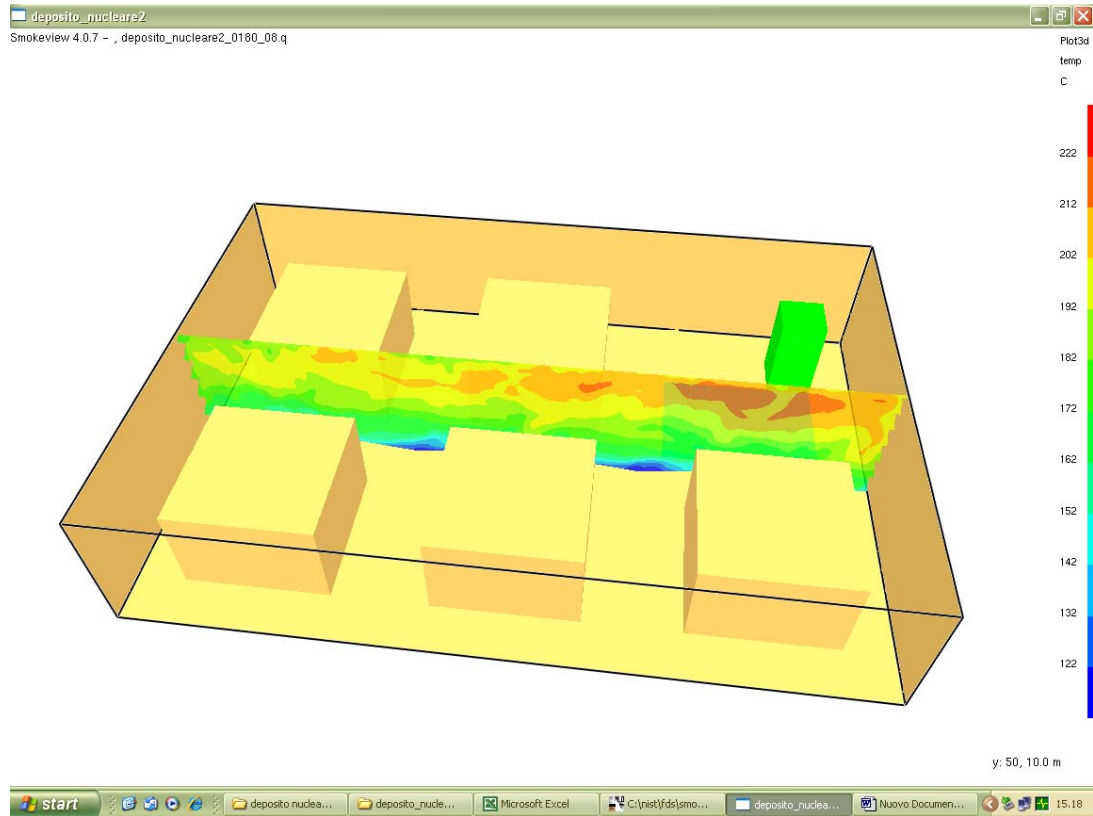 deposito_nucleare2
Smokeview 4.0.7 - , deposito_nucleare2_0180_08.q
Plot3d
temp
C
222
212
202
192
182
172
162
152
142
132
122
y: 50, 10.0 m
start
deposito nuclea...
deposito_nucle...
Microsoft Excel
C:\nist\fds\smo...
deposito_nuclea...
Nuovo Documen...
15.18